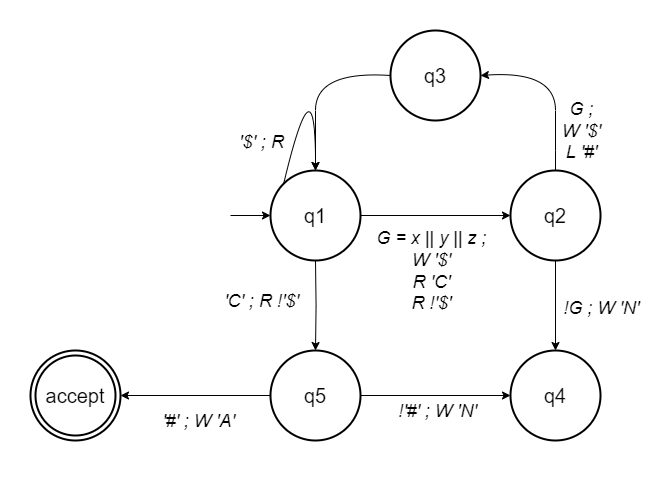 q3
G ;
W '$'
L '#'
'$' ; R
q1
q2
G = x || y || z ;
W '$'
R 'C'
R !'$'
'C' ; R !'$'
!G ; W 'N'
accept
q5
q4
'#' ; W 'A'
!'#' ; W 'N'